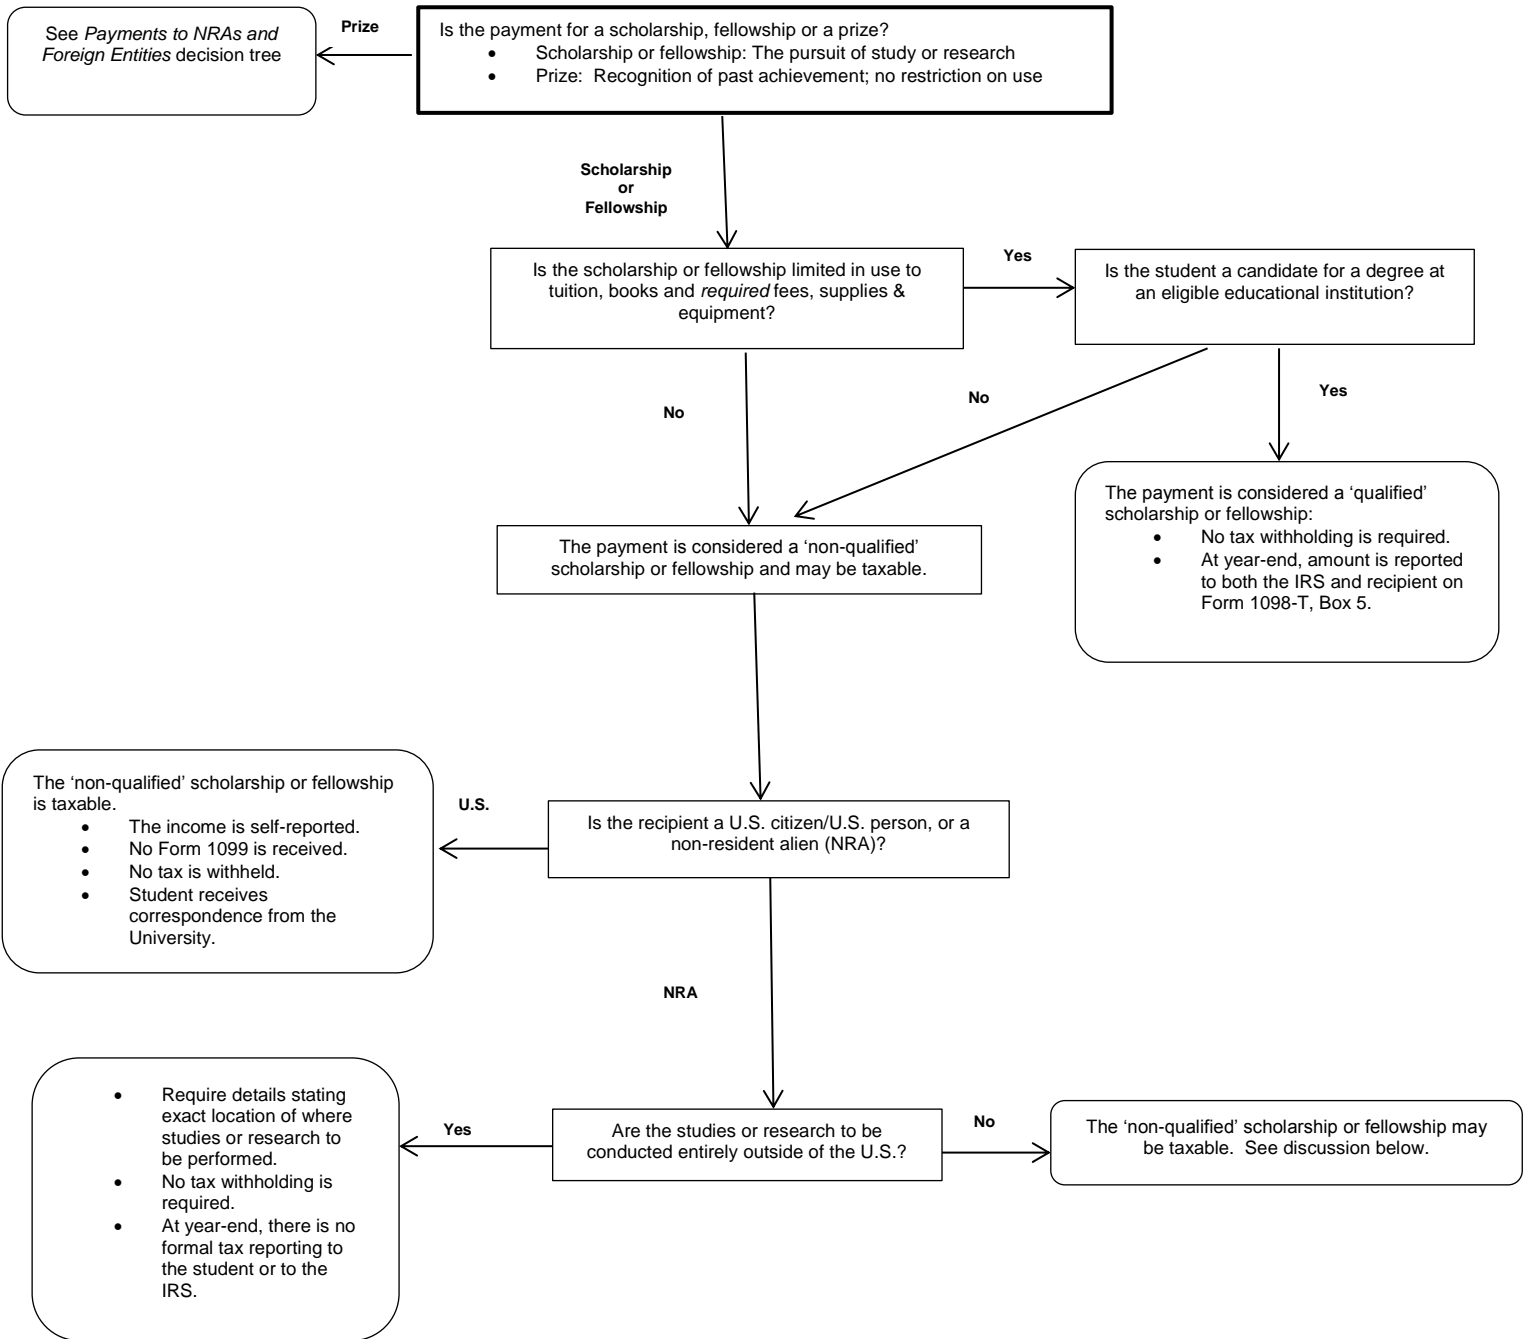 See Payments to NRAs and
Foreign Entities decision tree
Prize
Is the payment for a scholarship, fellowship or a prize?
• Scholarship or fellowship: The pursuit of study or research
• Prize: Recognition of past achievement; no restriction on use
Scholarship
or
Fellowship
Is the scholarship or fellowship limited in use to
tuition, books and required fees, supplies &
equipment?
Yes
Is the student a candidate for a degree at
an eligible educational institution?
No
No
Yes
The payment is considered a ‘non-qualified’
scholarship or fellowship and may be taxable.
The payment is considered a ‘qualified’
scholarship or fellowship:
• No tax withholding is required.
• At year-end, amount is reported
to both the IRS and recipient on
Form 1098-T, Box 5.
The ‘non-qualified’ scholarship or fellowship
is taxable.
• The income is self-reported.
• No Form 1099 is received.
• No tax is withheld.
• Student receives
correspondence from the
University.
U.S.
Is the recipient a U.S. citizen/U.S. person, or a
non-resident alien (NRA)?
NRA
• Require details stating
exact location of where
studies or research to
be performed.
• No tax withholding is
required.
• At year-end, there is no
formal tax reporting to
the student or to the
IRS.
Yes
Are the studies or research to be
conducted entirely outside of the U.S.?
No
The ‘non-qualified’ scholarship or fellowship may
be taxable. See discussion below.